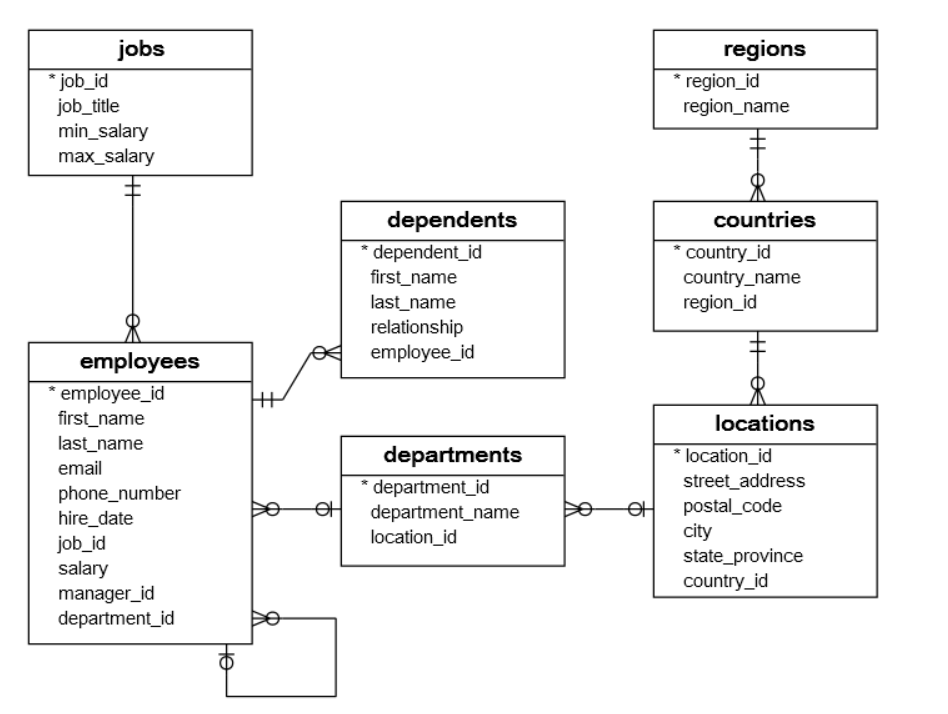 jobs
* job_id
job_title
min_salary
max_salary
regions
* region_id
region_name
dependents
* dependent_id
first_name
last_name
relationship
employee_id
countries
* country_id
country_name
region_id
employees
* employee_id
first_name
last_name
email
phone_number
hire_date
job_id
salary
manager_id
department_id
departments
* department_id
department_name
location_id
locations
* location_id
street_address
postal_code
city
state_province
country_id